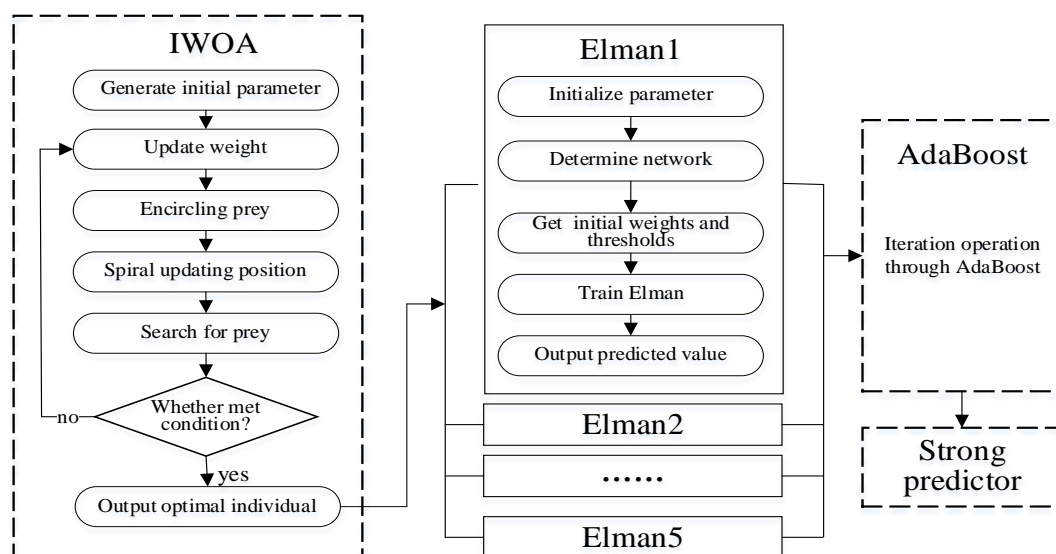 IWOA
Generate initial parameter
Update weight
Encircling prey
Spiral updating position
Search for prey
Whether met
condition?
no
yes
Output optimal individual
Elman1
Initialize parameter
Determine network
Get initial weights and
thresholds
Train Elman
Output predicted value
Elman2
......
Elman5
AdaBoost
Iteration operation
through AdaBoost
Strong
predictor